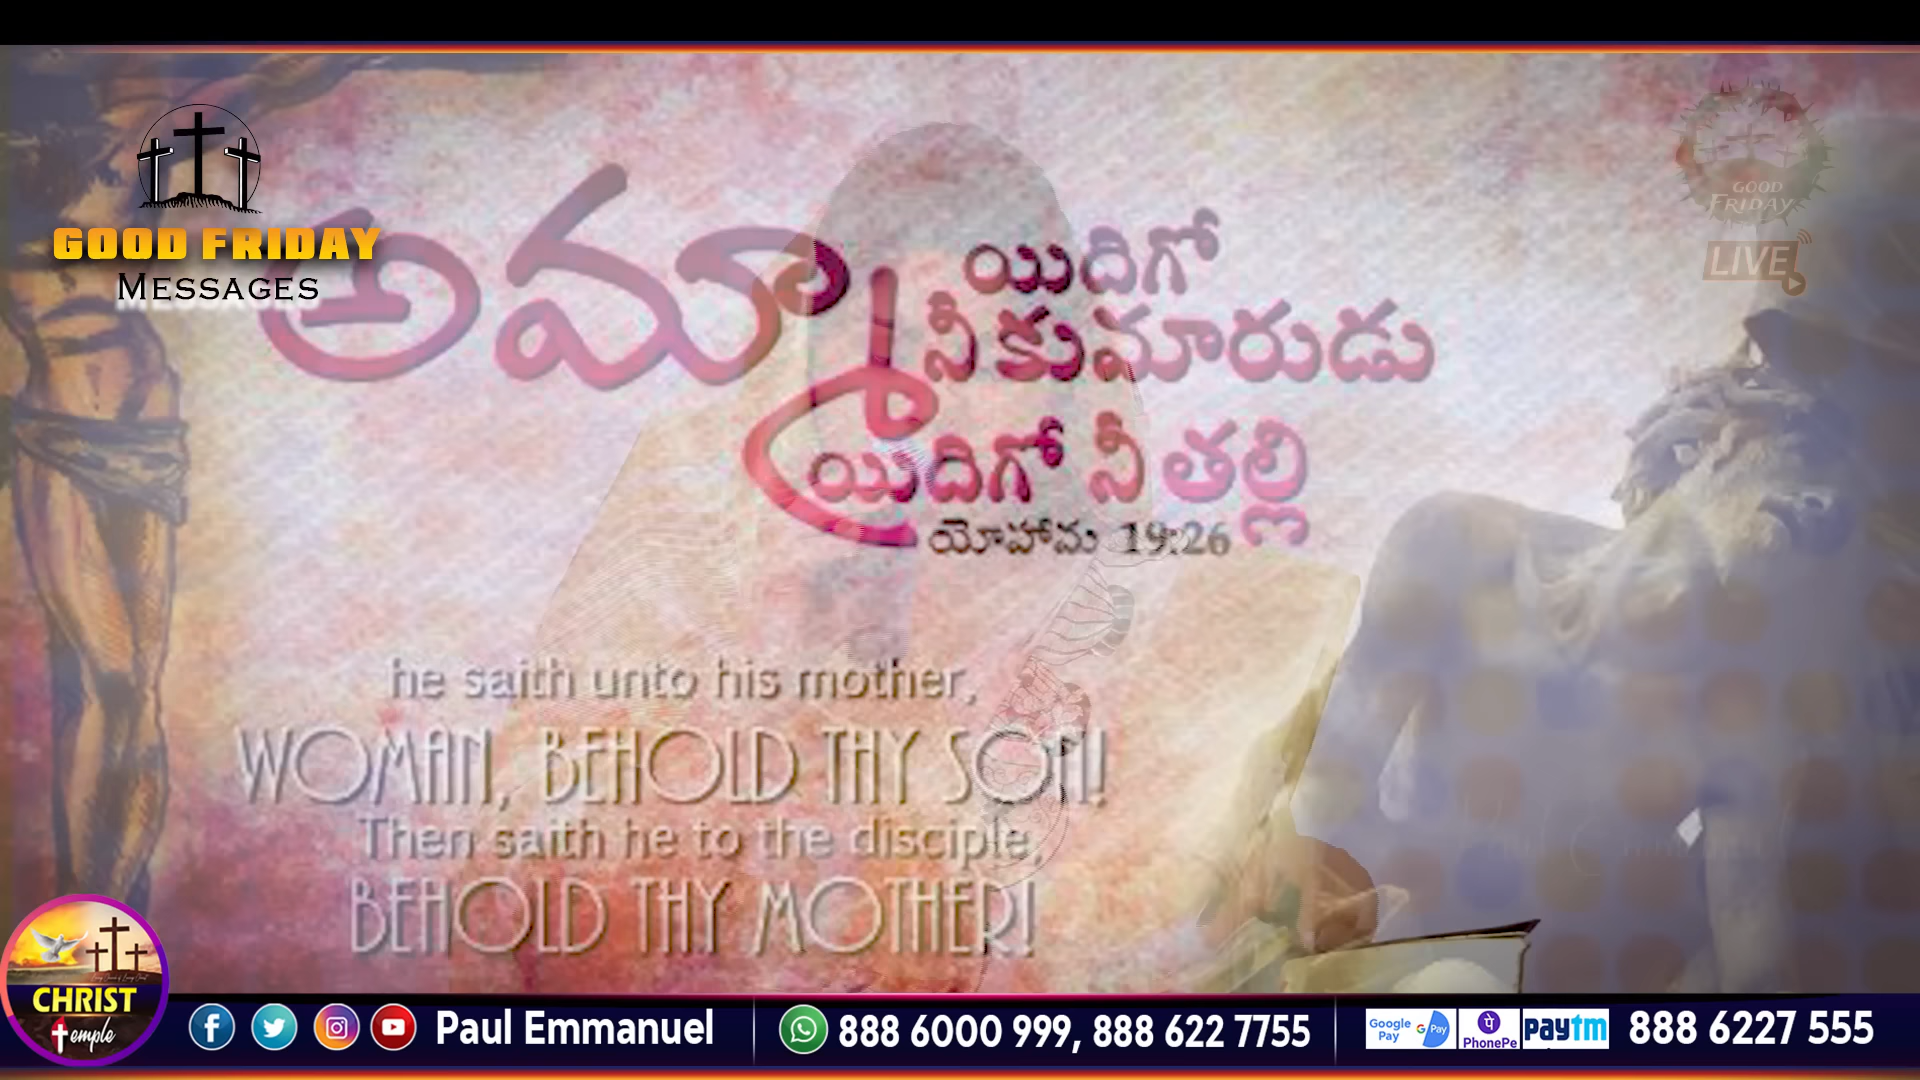 GOOD FRIDAY
MESSAGES
అమ్మా
యిదిగో
నీ కుమారుడు
యిదిగో నీ తల్లి
యోహాను 19:26
GOOD
FRIDAY
LIVE
he saith unto his mother,
WOMAN, BEHOLD THY SON!
Then saith he to the disciple,
BEHOLD THY MOTHER!
CHRIST
Temple
Paul Emmanuel
888 6000 999, 888 622 7755
Google Pay
G Pay
PhonePe
paytm
888 6227 555